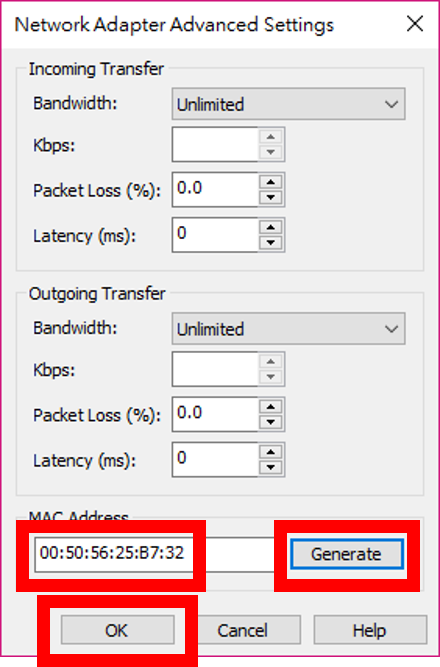 Network Adapter Advanced Settings
Incoming Transfer
Bandwidth: Unlimited
Kbps:
Packet Loss (%): 0.0
Latency (ms): 0
Outgoing Transfer
Bandwidth: Unlimited
Kbps:
Packet Loss (%): 0.0
Latency (ms): 0
MAC Address
00:50:56:25:B7:32 Generate
OK Cancel Help